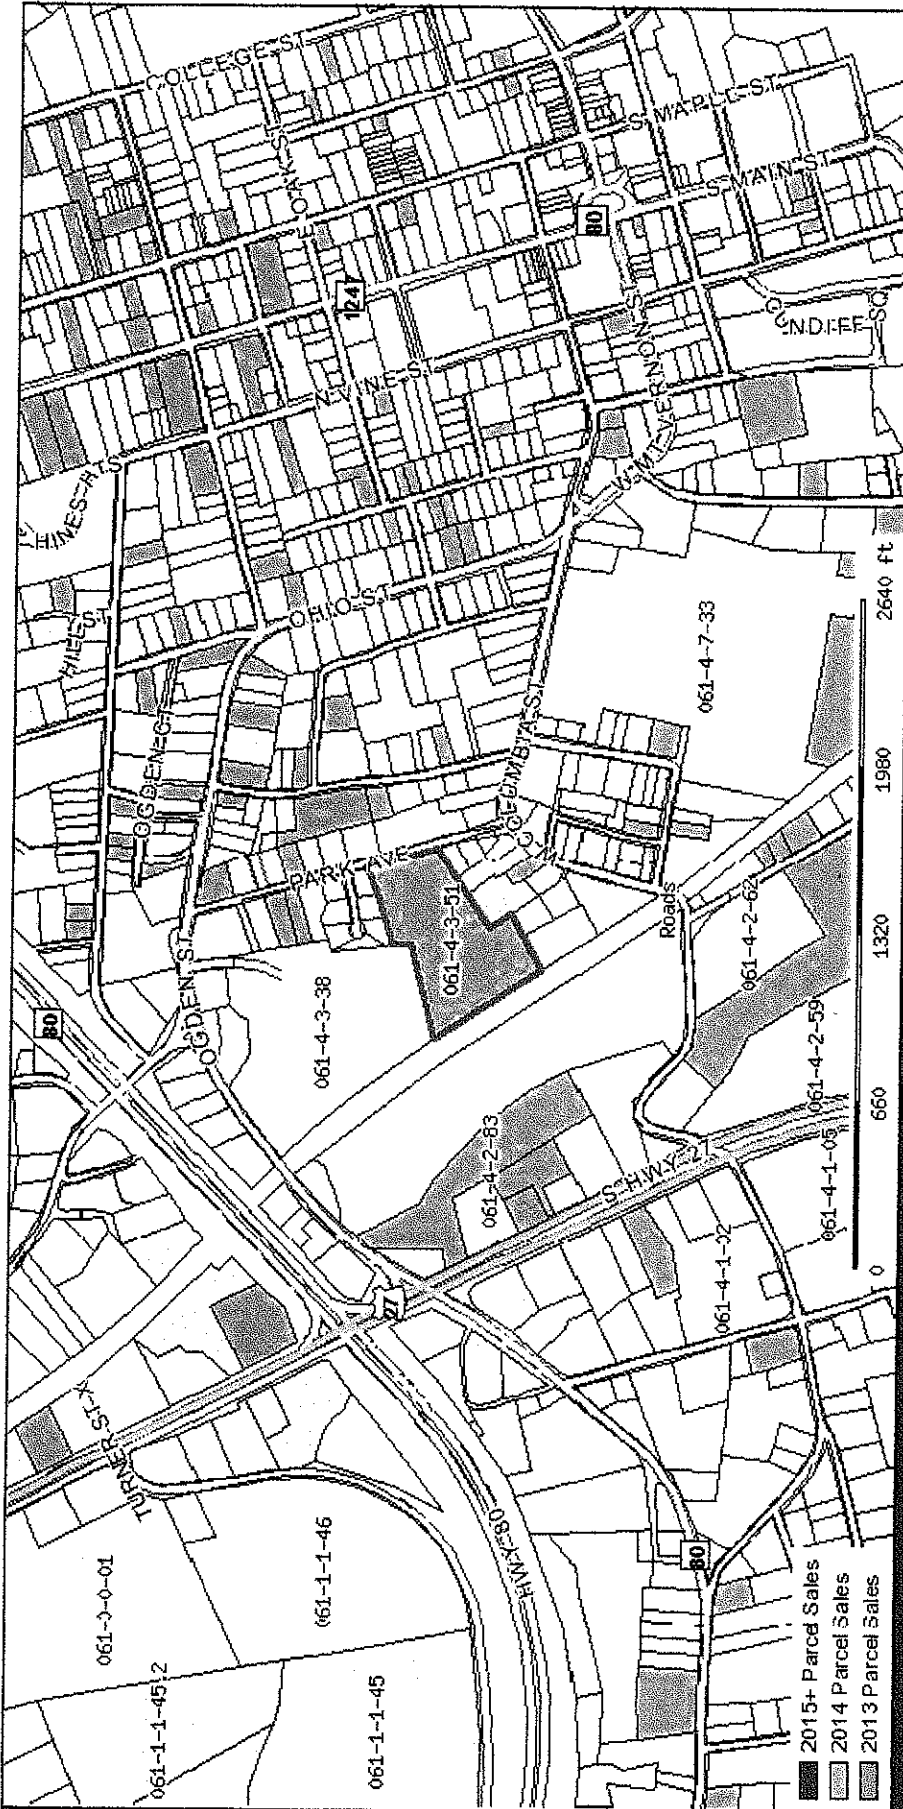 COLLEGE ST
E OAK ST
S MAPLE ST
S MAIN ST
80
124
N VINE ST
W MT VERNON ST
HINES
HILL ST
OHIO ST
OGDEN CT
COLUMBIA ST
PARK AVE
OGDEN ST
80
Roads
061-4-7-33
061-4-3-51
061-4-3-38
061-4-2-62
061-4-2-59
061-4-2-83
S HWY 27
061-4-1-05
061-4-1-02
27
TURNER ST X
HWY 80
80
061-0-0-01
061-1-1-46
061-1-1-45.2
061-1-1-45
0 660 1320 1980 2640 ft
2015+ Parcel Sales
2014 Parcel Sales
2013 Parcel Sales